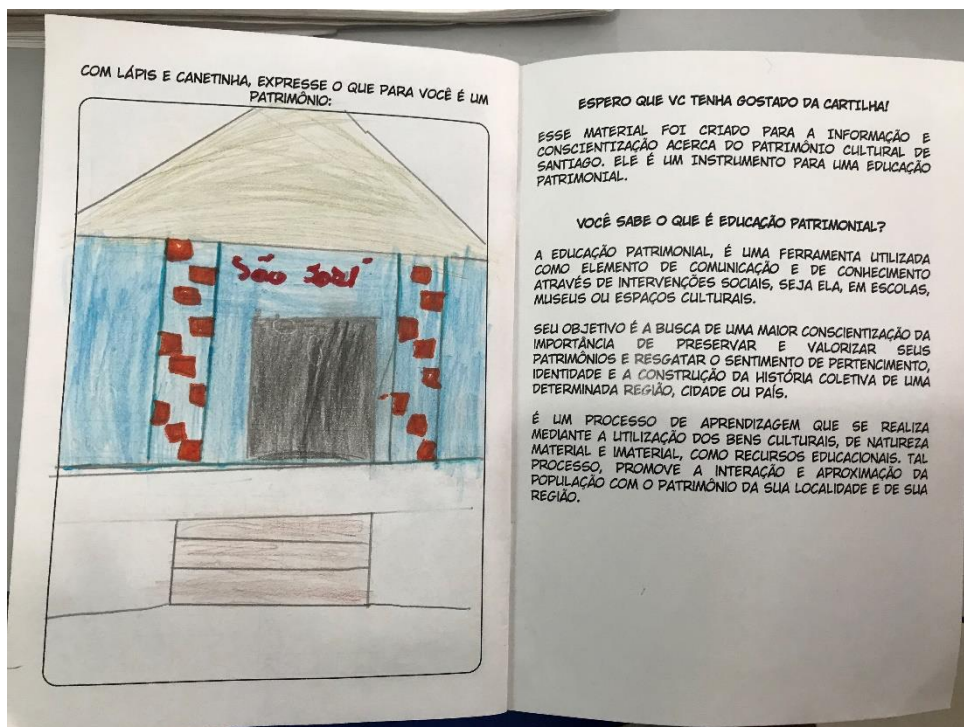 COM LÁPIS E CANETINHA, EXPRESSE O QUE PARA VOCÊ É UM
PATRIMÔNIO:
São José
ESPERO QUE VC TENHA GOSTADO DA CARTILHA!
ESSE MATERIAL FOI CRIADO PARA A INFORMAÇÃO E
CONSCIENTIZAÇÃO ACERCA DO PATRIMÔNIO CULTURAL DE
SANTIAGO. ELE É UM INSTRUMENTO PARA UMA EDUCAÇÃO
PATRIMONIAL.
VOCÊ SABE O QUE É EDUCAÇÃO PATRIMONIAL?
A EDUCAÇÃO PATRIMONIAL, É UMA FERRAMENTA UTILIZADA
COMO ELEMENTO DE COMUNICAÇÃO E DE CONHECIMENTO
ATRAVÉS DE INTERVENÇÕES SOCIAIS, SEJA ELA, EM ESCOLAS,
MUSEUS OU ESPAÇOS CULTURAIS.
SEU OBJETIVO É A BUSCA DE UMA MAIOR CONSCIENTIZAÇÃO DA
IMPORTÂNCIA DE PRESERVAR E VALORIZAR SEUS
PATRIMÔNIOS E RESGATAR O SENTIMENTO DE PERTENCIMENTO,
IDENTIDADE E A CONSTRUÇÃO DA HISTÓRIA COLETIVA DE UMA
DETERMINADA REGIÃO, CIDADE OU PAÍS.
É UM PROCESSO DE APRENDIZAGEM QUE SE REALIZA
MEDIANTE A UTILIZAÇÃO DOS BENS CULTURAIS, DE NATUREZA
MATERIAL E IMATERIAL, COMO RECURSOS EDUCACIONAIS. TAL
PROCESSO, PROMOVE A INTERAÇÃO E APROXIMAÇÃO DA
POPULAÇÃO COM O PATRIMÔNIO DA SUA LOCALIDADE E DE SUA
REGIÃO.